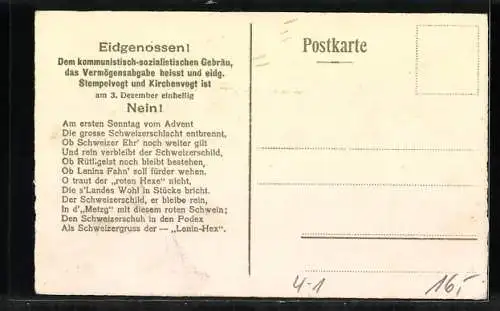 Eidgenossen!
Dem kommunistisch-sozialistischen Gebräu,
das Vermögensabgabe heisst und eidg.
Stempelvogt und Kirchenvogt ist
am 3. Dezember einhellig
Nein!
Am ersten Sonntag vom Advent
Die grosse Schweizerschlacht entbrennt,
Ob Schweizer Ehr' noch weiter gilt
Und rein verbleibt der Schweizerschild,
Ob Rütligeist noch bleibt bestehen,
Ob Lenins Fahn' soll fürder wehen.
O traut der „roten Hexe" nicht,
Die s'Landes Wohl in Stücke bricht.
Der Schweizerschild, er bleibe rein,
In d'„Metzg" mit diesem roten Schwein;
Den Schweizerschuh in den Podex
Als Schweizergruss der — „Lenin-Hex".
Postkarte
4-1
16,-